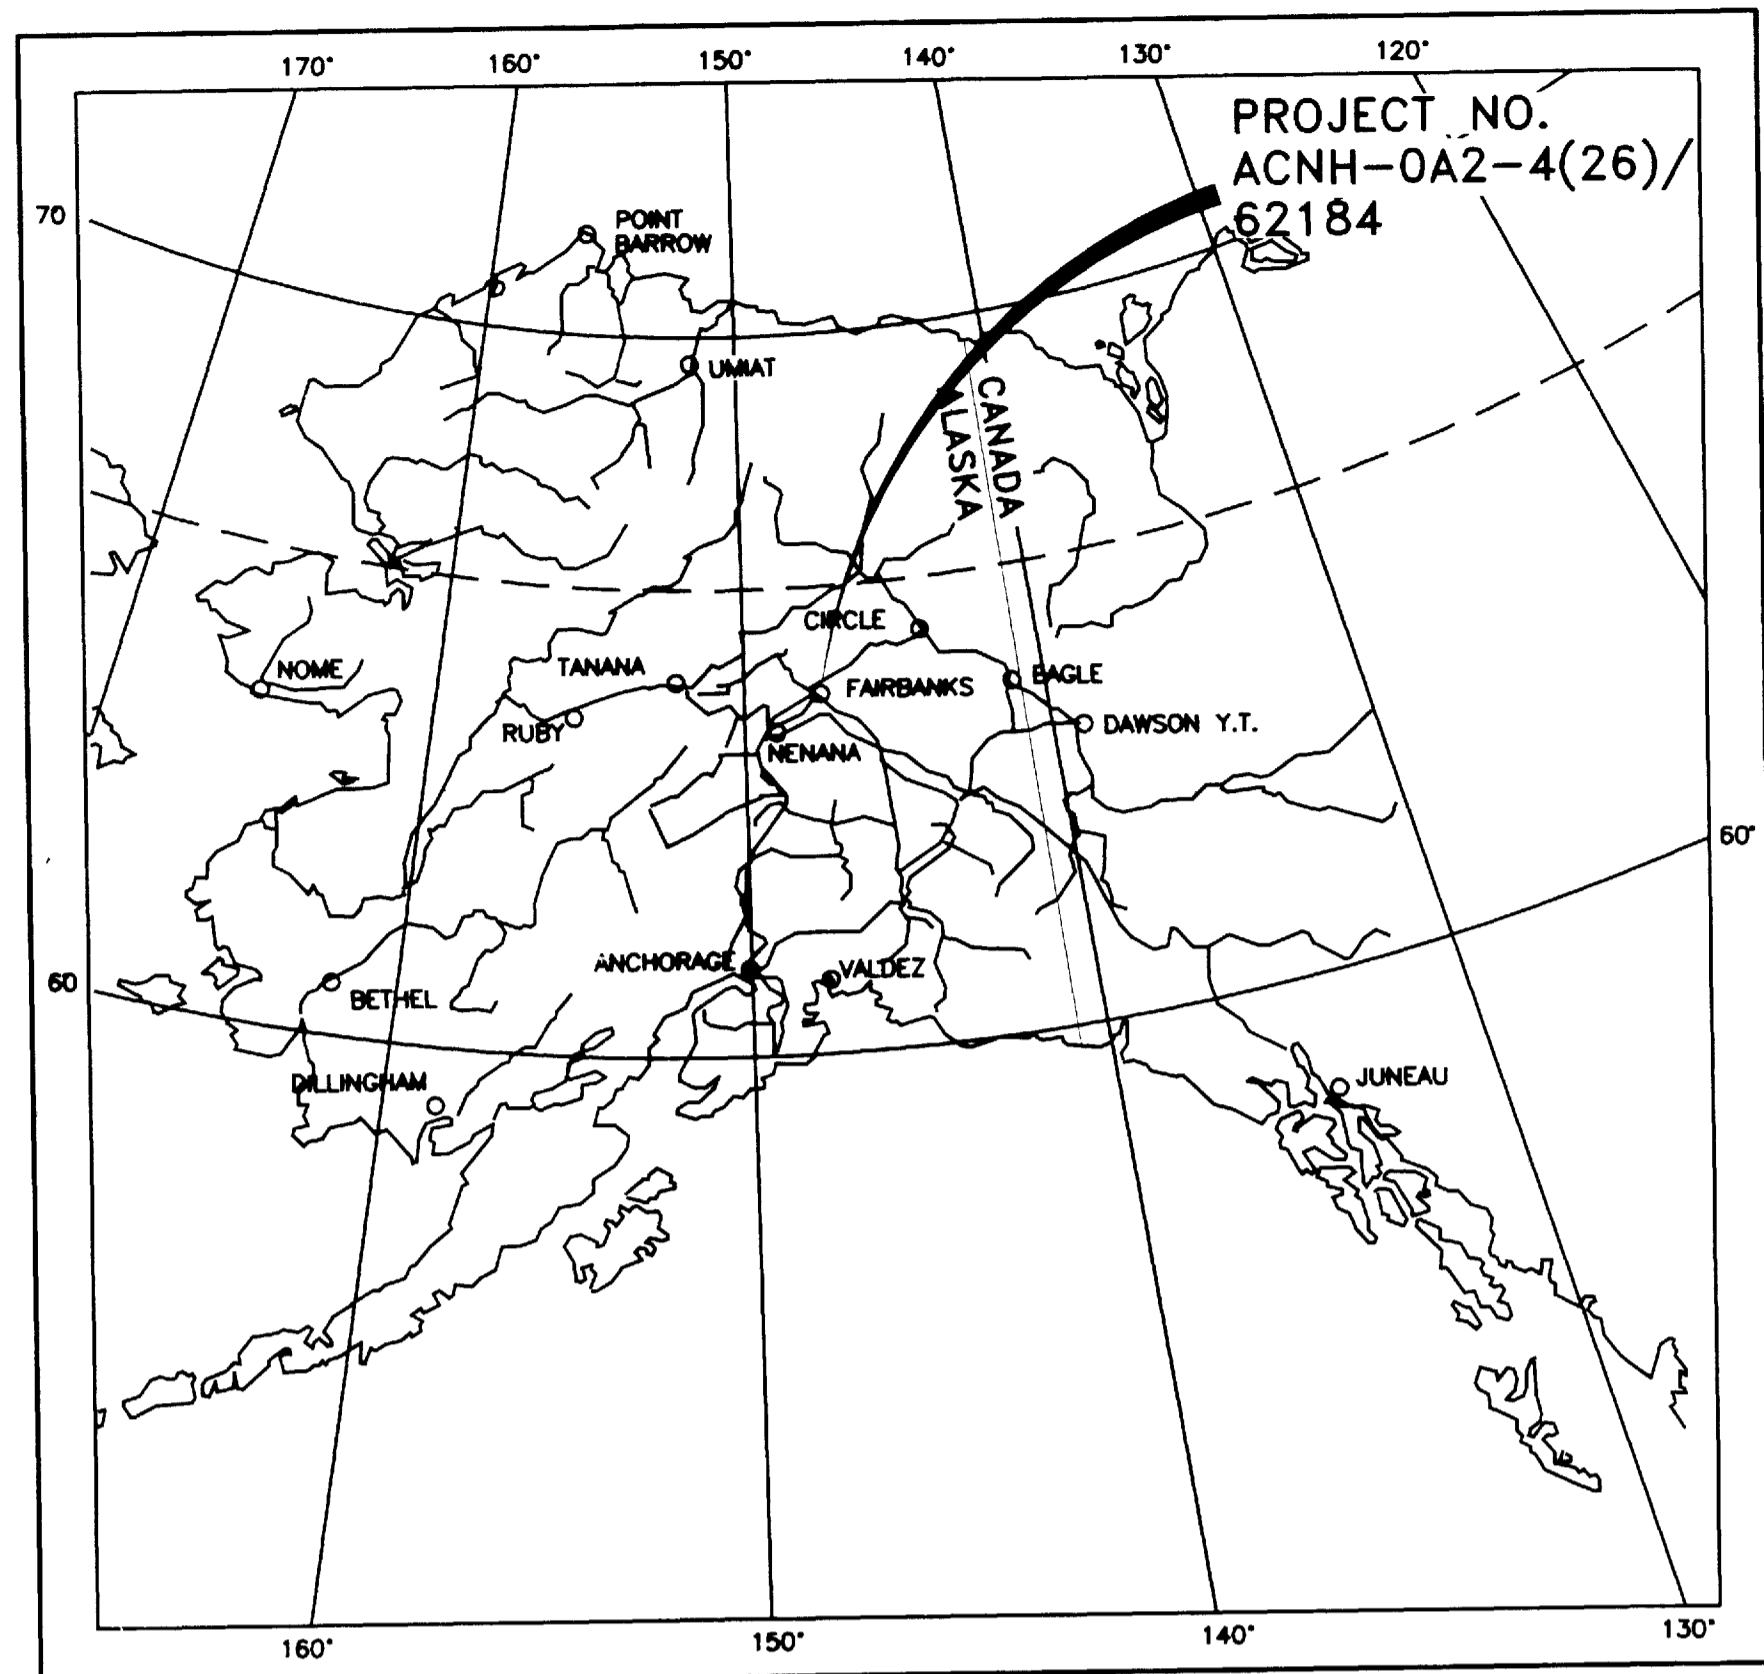 170°
160°
150°
140°
130°
120°
PROJECT NO.
ACNH-0A2-4(26)/
62184
70
POINT
BARROW
UMIAT
CANADA
ALASKA
CIRCLE
NOME
TANANA
FAIRBANKS
EAGLE
RUBY
DAWSON Y.T.
NENANA
60°
ANCHORAGE
VALDEZ
60
BETHEL
DILLINGHAM
JUNEAU
160°
150°
140°
130°